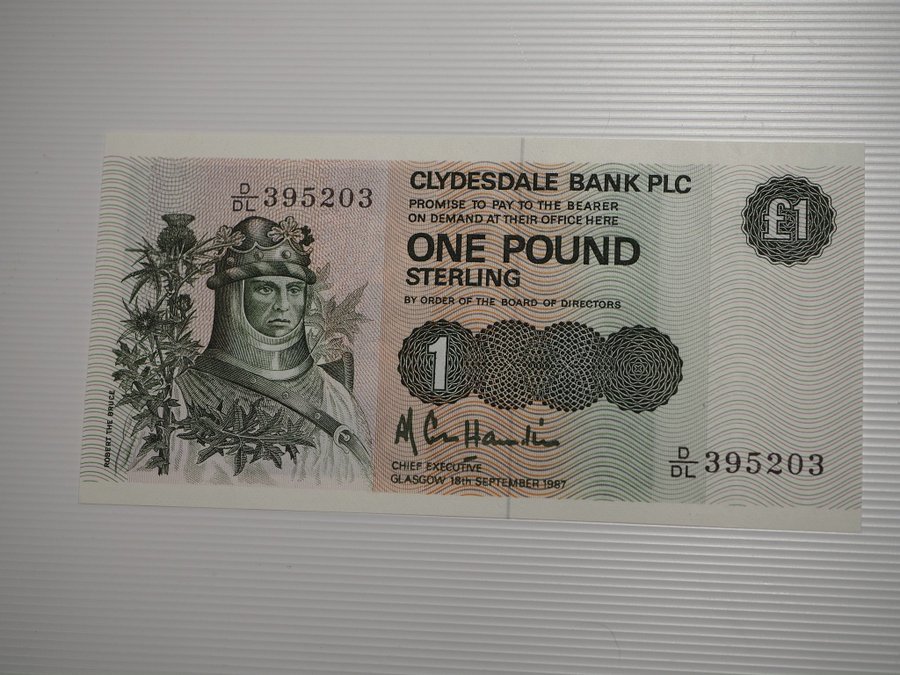 D/DL 395203
CLYDESDALE BANK PLC
PROMISE TO PAY TO THE BEARER
ON DEMAND AT THEIR OFFICE HERE
ONE POUND
STERLING
BY ORDER OF THE BOARD OF DIRECTORS
£1
1
CHIEF EXECUTIVE
GLASGOW 18th SEPTEMBER 1987
D/DL 395203
ROBERT THE BRUCE